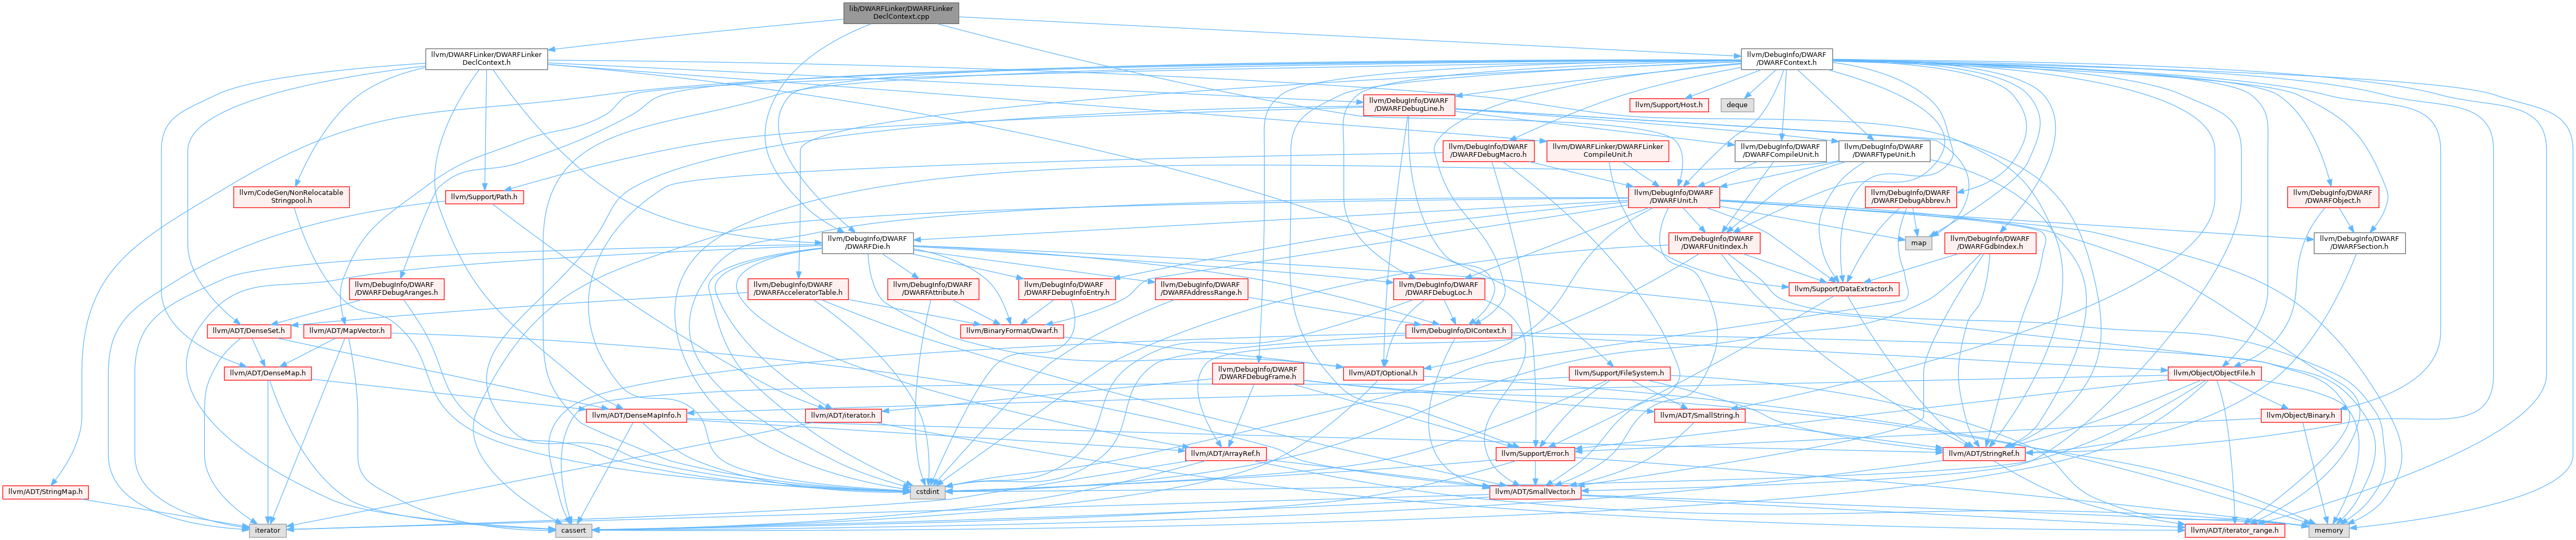 lib/DWARFLinker/DWARFLinker
DeclContext.cpp
llvm/DWARFLinker/DWARFLinker
DeclContext.h
llvm/DebugInfo/DWARF
/DWARFContext.h
llvm/DebugInfo/DWARF
/DWARFDebugLine.h
llvm/Support/Host.h
deque
llvm/DebugInfo/DWARF
/DWARFDebugMacro.h
llvm/DWARFLinker/DWARFLinker
CompileUnit.h
llvm/DebugInfo/DWARF
/DWARFCompileUnit.h
llvm/DebugInfo/DWARF
/DWARFTypeUnit.h
llvm/CodeGen/NonRelocatable
Stringpool.h
llvm/Support/Path.h
llvm/DebugInfo/DWARF
/DWARFUnit.h
llvm/DebugInfo/DWARF
/DWARFDebugAbbrev.h
llvm/DebugInfo/DWARF
/DWARFObject.h
llvm/DebugInfo/DWARF
/DWARFDie.h
llvm/DebugInfo/DWARF
/DWARFUnitIndex.h
map
llvm/DebugInfo/DWARF
/DWARFGdbIndex.h
llvm/DebugInfo/DWARF
/DWARFSection.h
llvm/DebugInfo/DWARF
/DWARFDebugAranges.h
llvm/DebugInfo/DWARF
/DWARFAcceleratorTable.h
llvm/DebugInfo/DWARF
/DWARFAttribute.h
llvm/DebugInfo/DWARF
/DWARFDebugInfoEntry.h
llvm/DebugInfo/DWARF
/DWARFAddressRange.h
llvm/DebugInfo/DWARF
/DWARFDebugLoc.h
llvm/Support/DataExtractor.h
llvm/ADT/DenseSet.h
llvm/ADT/MapVector.h
llvm/BinaryFormat/Dwarf.h
llvm/DebugInfo/DIContext.h
llvm/ADT/DenseMap.h
llvm/DebugInfo/DWARF
/DWARFDebugFrame.h
llvm/ADT/Optional.h
llvm/Support/FileSystem.h
llvm/Object/ObjectFile.h
llvm/ADT/DenseMapInfo.h
llvm/ADT/iterator.h
llvm/ADT/SmallString.h
llvm/Object/Binary.h
llvm/ADT/ArrayRef.h
llvm/Support/Error.h
llvm/ADT/StringRef.h
llvm/ADT/StringMap.h
cstdint
llvm/ADT/SmallVector.h
iterator
cassert
llvm/ADT/iterator_range.h
memory